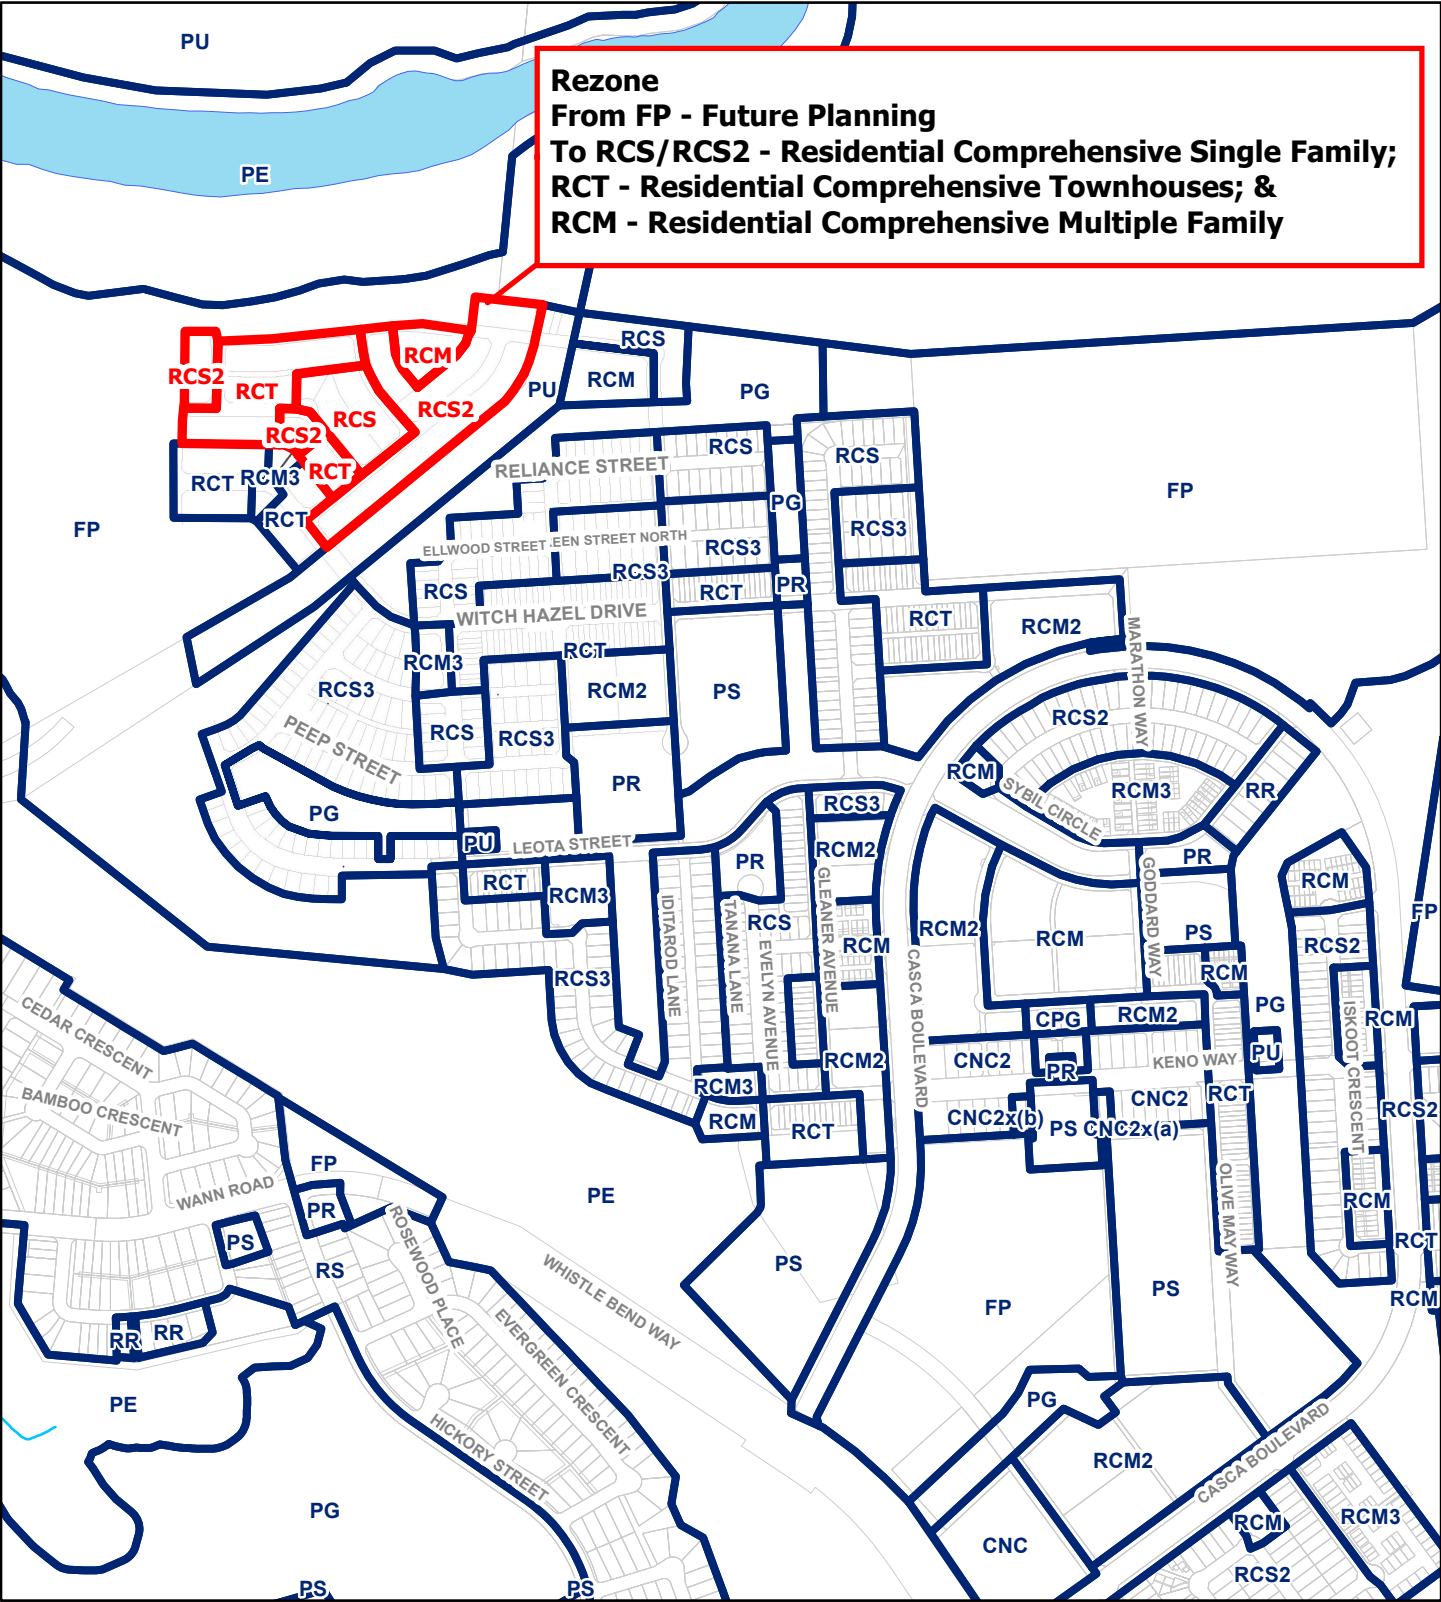 PU
Rezone
From FP - Future Planning
To RCS/RCS2 - Residential Comprehensive Single Family;
RCT - Residential Comprehensive Townhouses; &
RCM - Residential Comprehensive Multiple Family
PE
RCS
RCM
RCS2
RCT
RCM
PU
PG
RCS2
RCS
RCS2
RCS
RCS
RELIANCE STREET
RCT
RCT
RCM3
FP
PG
RCT
FP
RCS3
ELLWOOD STREET
EEN STREET NORTH
RCS3
RCS3
PR
RCS
RCT
WITCH HAZEL DRIVE
RCT
RCM2
MARATHON WAY
RCT
RCM3
RCS3
RCM2
PS
RCS2
PEEP STREET
RCS
RCS3
RCM
PR
SYBIL CIRCLE
RCM3
RR
RCS3
PG
PU
LEOTA STREET
RCM2
PR
PR
GODDARD WAY
RCT
RCM3
GLEANER AVENUE
RCM
IDITAROD LANE
TANANA LANE
RCS
EVELYN AVENUE
RCM2
RCM
PS
FP
RCM
RCS2
CASCA BOULEVARD
RCS3
RCM
PG
CEDAR CRESCENT
CPG
RCM2
ISKOOT CRESCENT
RCM
RCM2
CNC2
KENO WAY
PU
PR
RCM3
BAMBOO CRESCENT
CNC2
RCT
RCS2
RCM
RCT
CNC2x(b)
PS
CNC2x(a)
FP
WANN ROAD
PR
PE
OLIVE MAY WAY
RCM
ROSEWOOD PLACE
PS
RCT
RS
PS
WHISTLE BEND WAY
PS
RCM
FP
RR
RR
EVERGREEN CRESCENT
PE
PG
HICKORY STREET
CASCA BOULEVARD
RCM2
PG
RCM
RCM3
CNC
RCS2
PS
PS